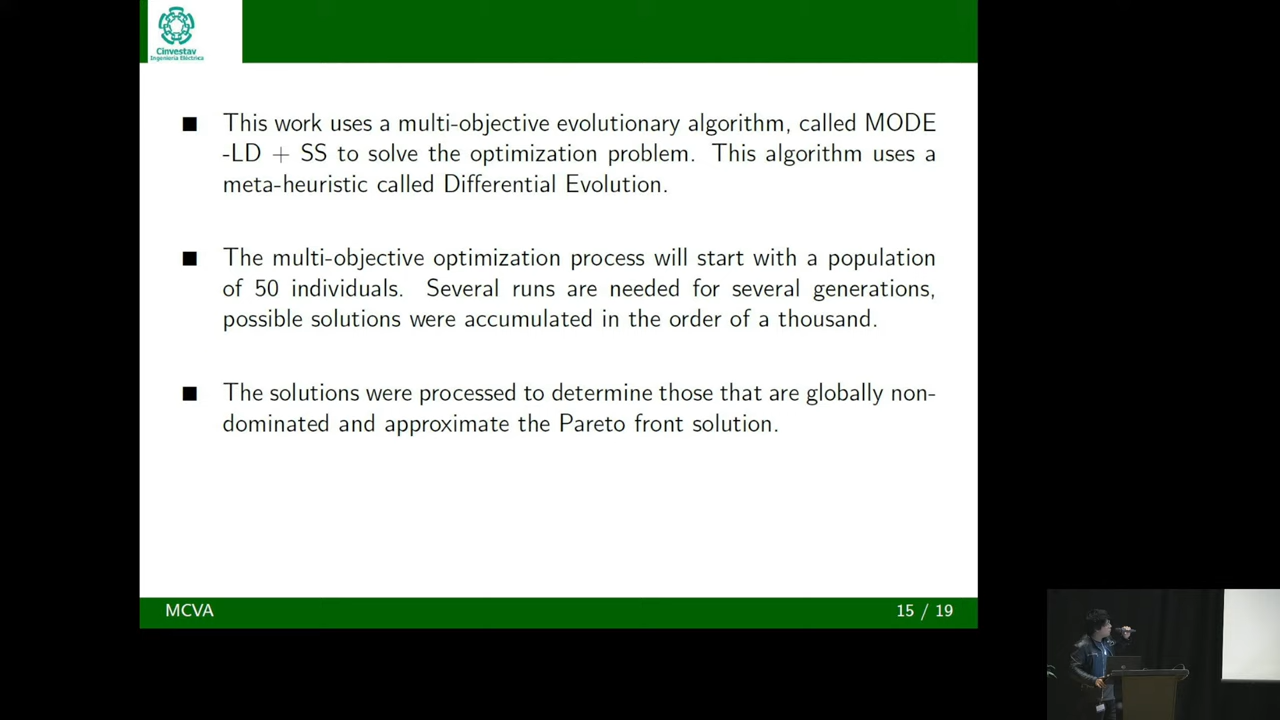 Cinvestav
Ingeniería Eléctrica
This work uses a multi-objective evolutionary algorithm, called MODE
-LD + SS to solve the optimization problem. This algorithm uses a
meta-heuristic called Differential Evolution.
The multi-objective optimization process will start with a population
of 50 individuals. Several runs are needed for several generations,
possible solutions were accumulated in the order of a thousand.
The solutions were processed to determine those that are globally non-
dominated and approximate the Pareto front solution.
MCVA
15 / 19